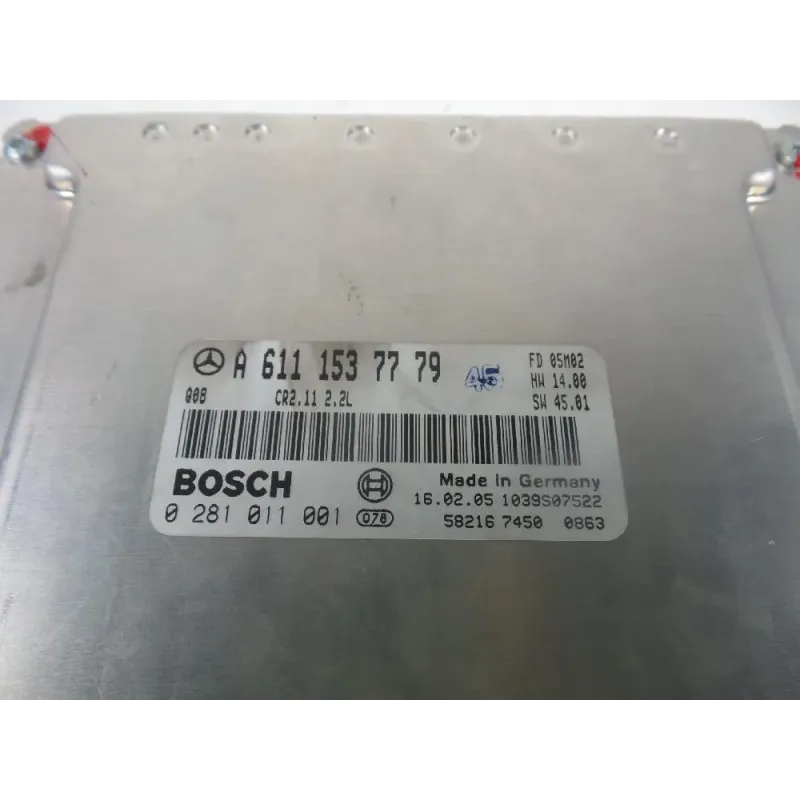 A 611 153 77 79
FD 05M02
HW 14.00
SW 45.01
Q08 CR2.11 2.2L
BOSCH
Made in Germany
16.02.05 1039S07522
0 281 011 001 078
58216 7450 0863